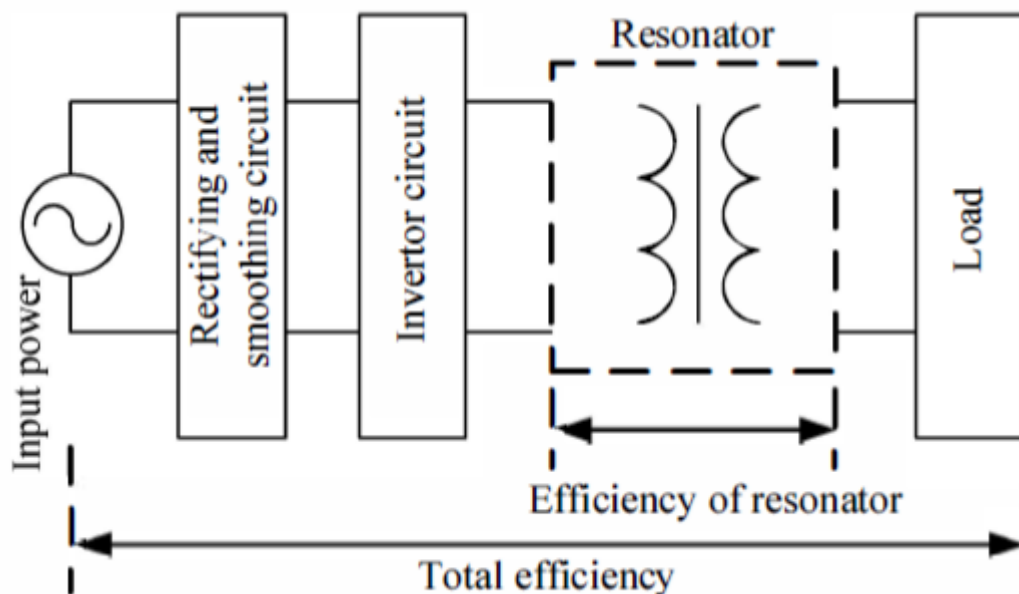 Resonator
Input power
Rectifying and
smoothing circuit
Invertor circuit
Load
Efficiency of resonator
Total efficiency